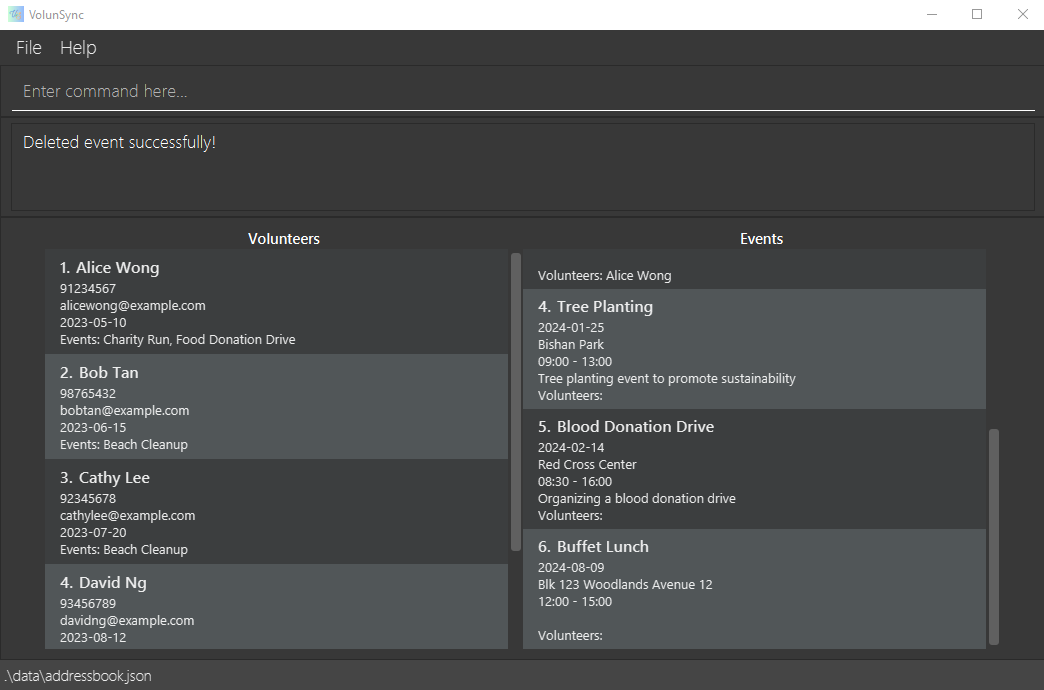 VolunSync
File Help
Enter command here...
Deleted event successfully!
Volunteers
1. Alice Wong
91234567
alicewong@example.com
2023-05-10
Events: Charity Run, Food Donation Drive
2. Bob Tan
98765432
bobtan@example.com
2023-06-15
Events: Beach Cleanup
3. Cathy Lee
92345678
cathylee@example.com
2023-07-20
Events: Beach Cleanup
4. David Ng
93456789
davidng@example.com
2023-08-12
Events
Volunteers: Alice Wong
4. Tree Planting
2024-01-25
Bishan Park
09:00 - 13:00
Tree planting event to promote sustainability
Volunteers:
5. Blood Donation Drive
2024-02-14
Red Cross Center
08:30 - 16:00
Organizing a blood donation drive
Volunteers:
6. Buffet Lunch
2024-08-09
Blk 123 Woodlands Avenue 12
12:00 - 15:00
Volunteers:
.\data\addressbook.json